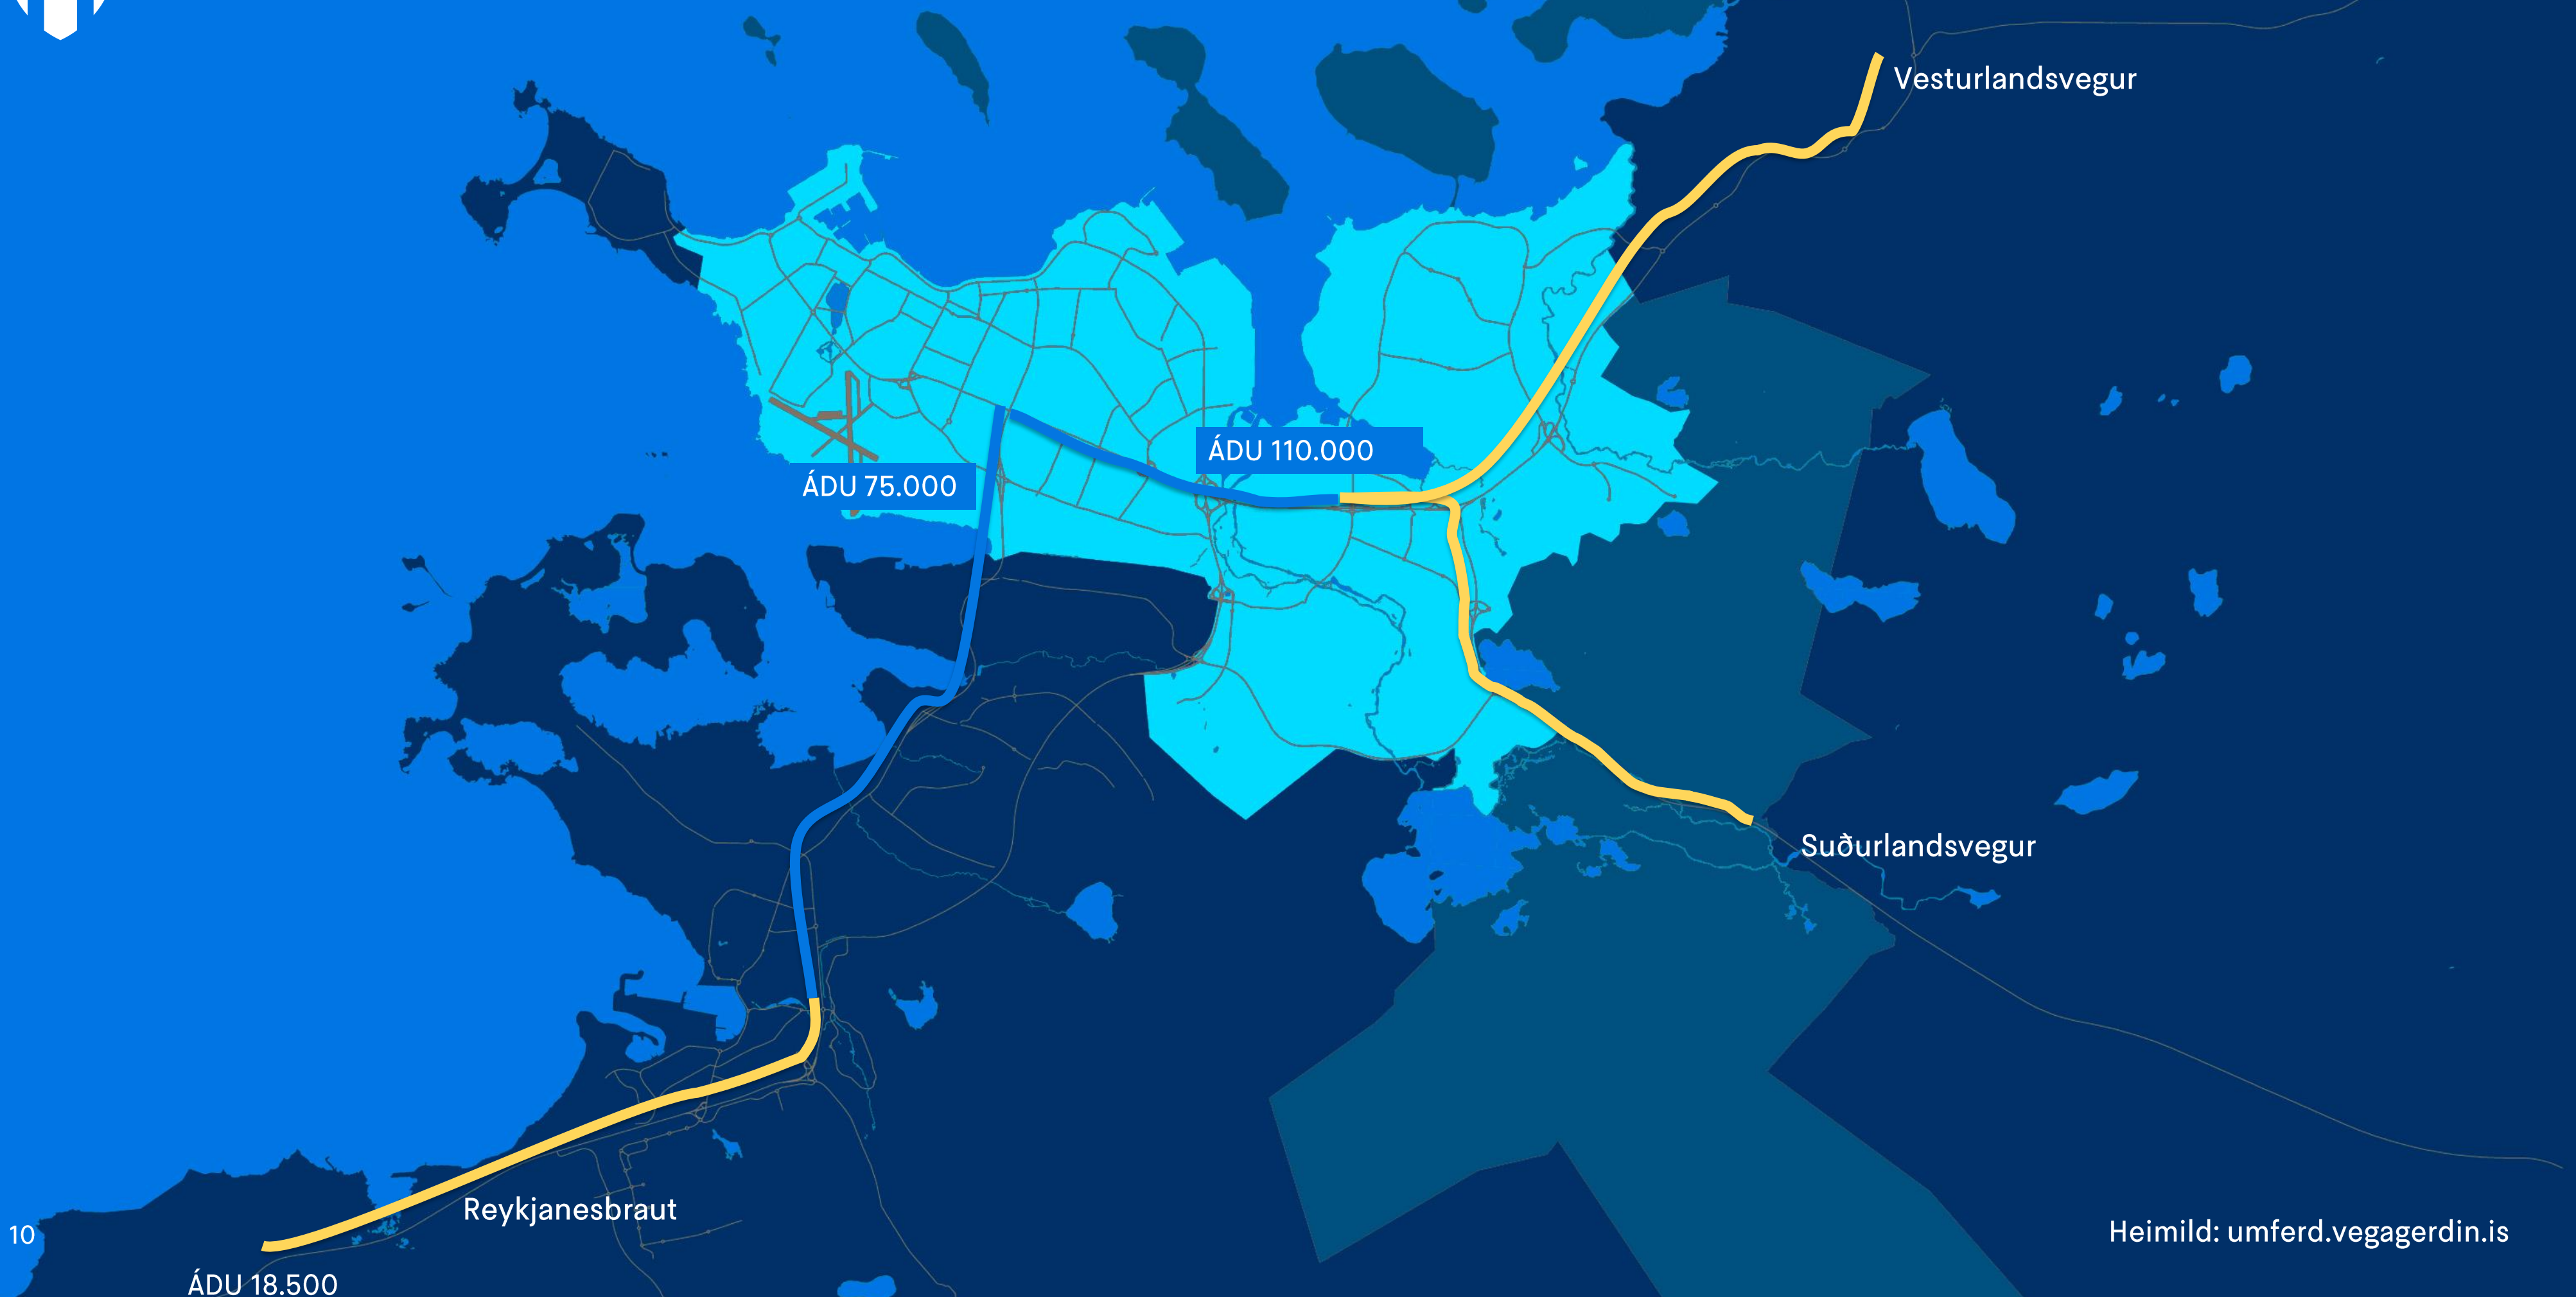 Vesturlandsvegur
ÁDU 110.000
ÁDU 75.000
Suðurlandsvegur
Reykjanesbraut
10
Heimild: umferd.vegagerdin.is
ÁDU 18.500